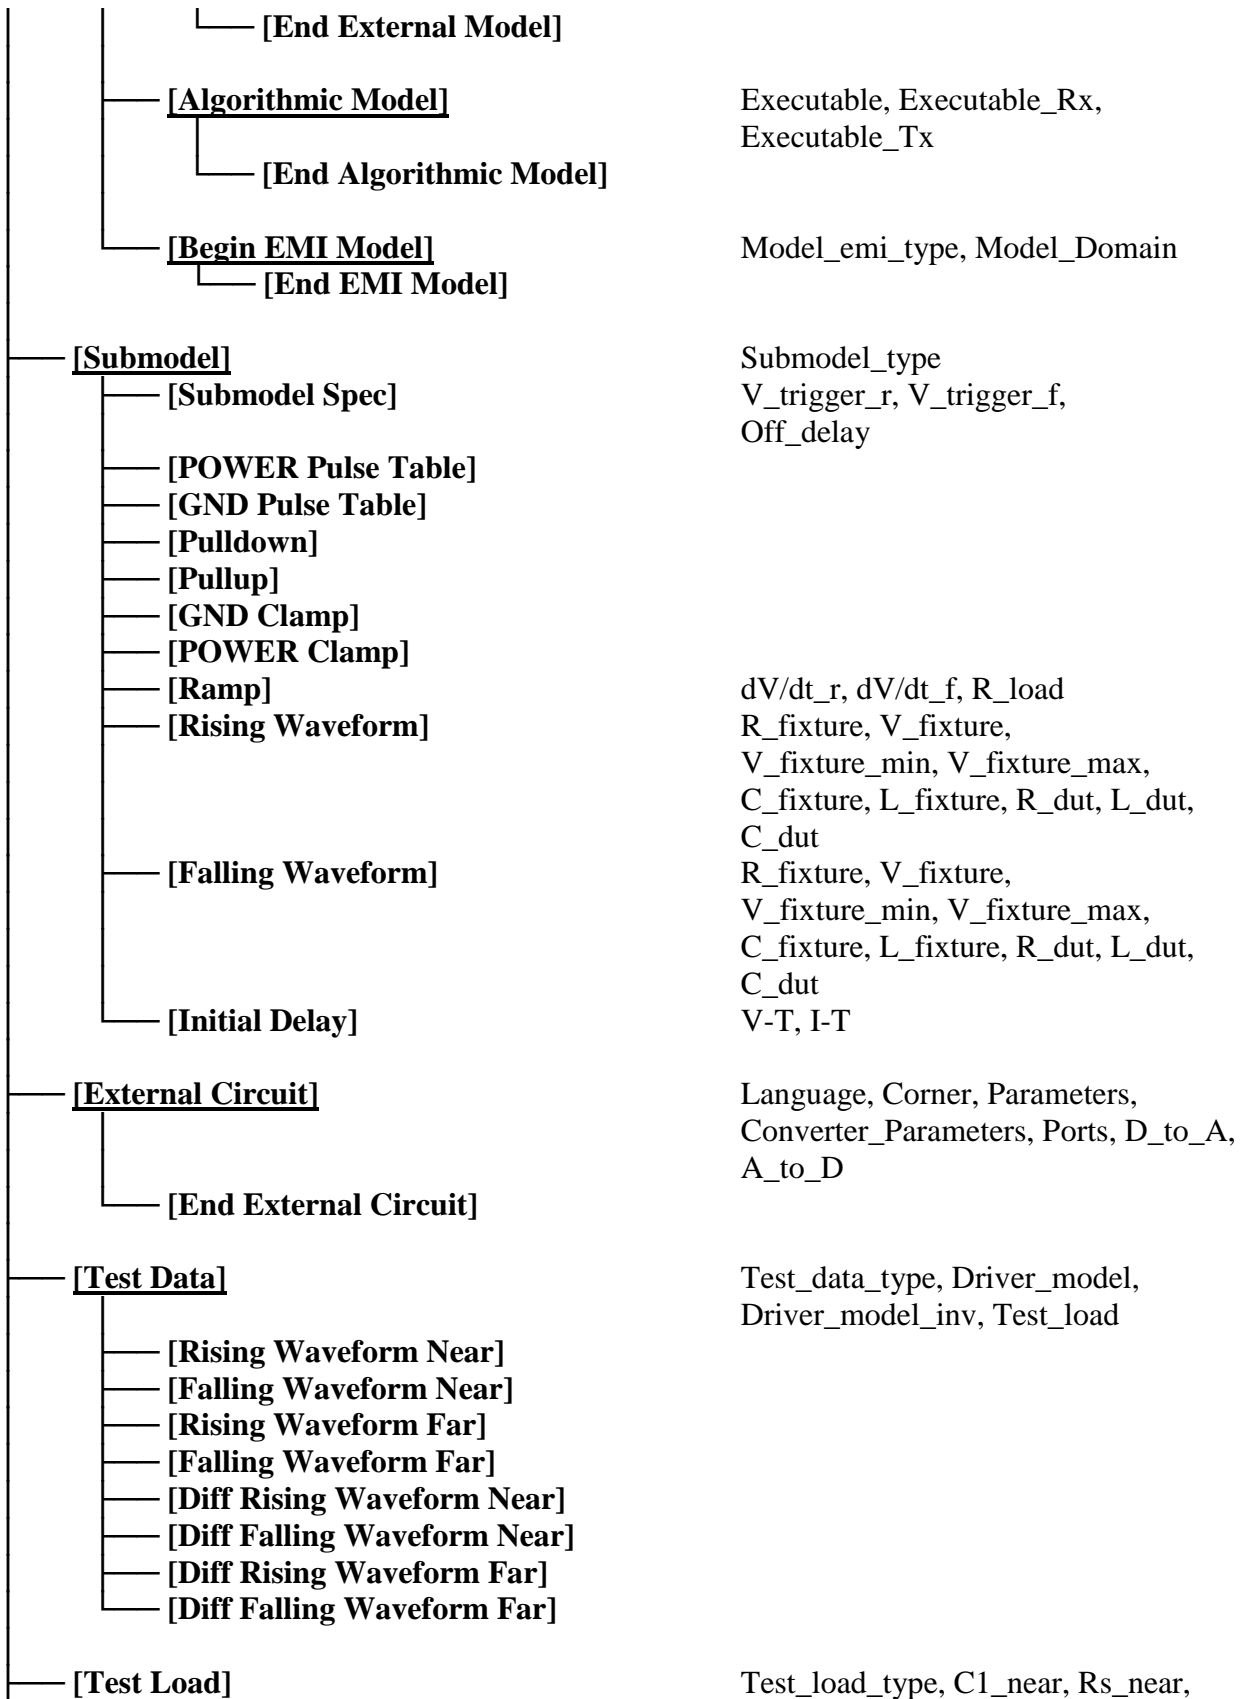 [End External Model]
[Algorithmic Model] Executable, Executable_Rx,
Executable_Tx
[End Algorithmic Model]
[Begin EMI Model] Model_emi_type, Model_Domain
[End EMI Model]
[Submodel] Submodel_type
[Submodel Spec] V_trigger_r, V_trigger_f,
Off_delay
[POWER Pulse Table]
[GND Pulse Table]
[Pulldown]
[Pullup]
[GND Clamp]
[POWER Clamp]
[Ramp] dV/dt_r, dV/dt_f, R_load
[Rising Waveform] R_fixture, V_fixture,
V_fixture_min, V_fixture_max,
C_fixture, L_fixture, R_dut, L_dut,
C_dut
[Falling Waveform] R_fixture, V_fixture,
V_fixture_min, V_fixture_max,
C_fixture, L_fixture, R_dut, L_dut,
C_dut
[Initial Delay] V-T, I-T
[External Circuit] Language, Corner, Parameters,
Converter_Parameters, Ports, D_to_A,
A_to_D
[End External Circuit]
[Test Data] Test_data_type, Driver_model,
Driver_model_inv, Test_load
[Rising Waveform Near]
[Falling Waveform Near]
[Rising Waveform Far]
[Falling Waveform Far]
[Diff Rising Waveform Near]
[Diff Falling Waveform Near]
[Diff Rising Waveform Far]
[Diff Falling Waveform Far]
[Test Load] Test_load_type, C1_near, Rs_near,